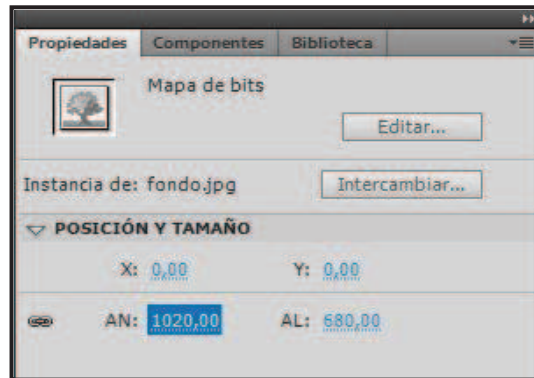 Propiedades Componentes Biblioteca
Mapa de bits
Editar...
Instancia de: fondo.jpg Intercambiar...
POSICIÓN Y TAMAÑO
X: 0,00 Y: 0,00
AN: 1020,00 AL: 680,00